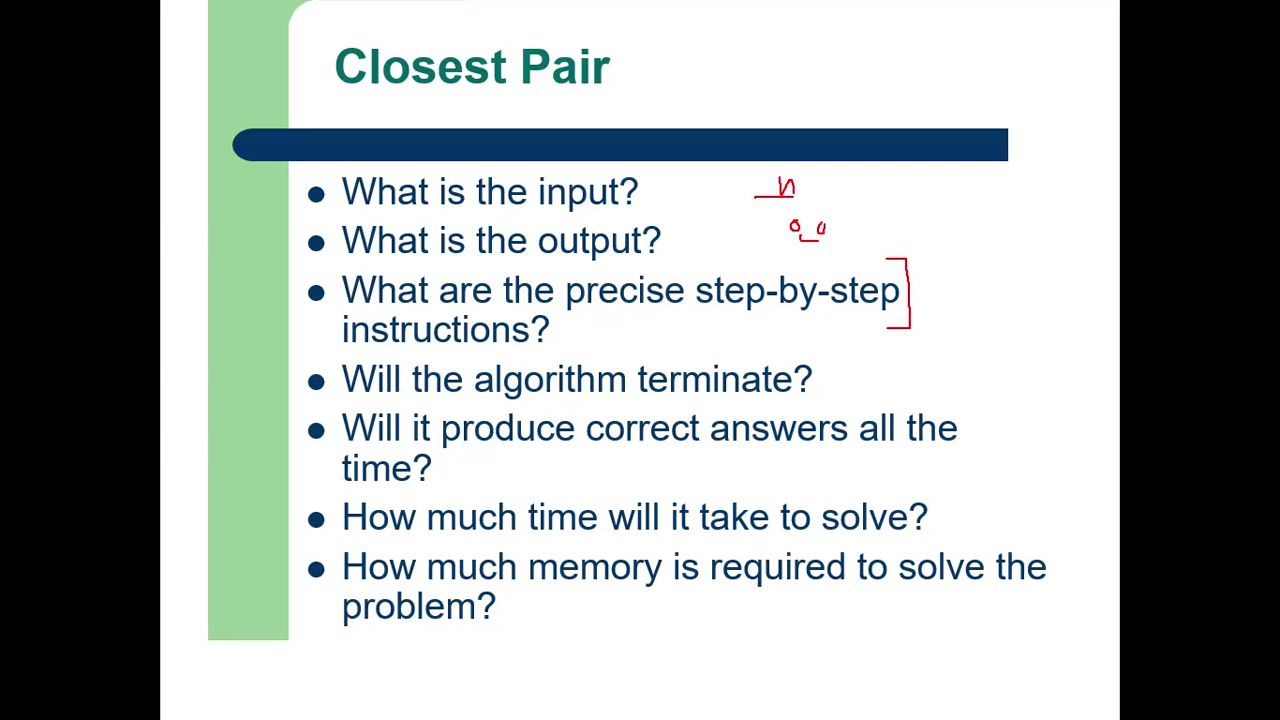 Closest Pair
• What is the input? n
• What is the output?
• What are the precise step-by-step
instructions?
• Will the algorithm terminate?
• Will it produce correct answers all the
time?
• How much time will it take to solve?
• How much memory is required to solve the
problem?